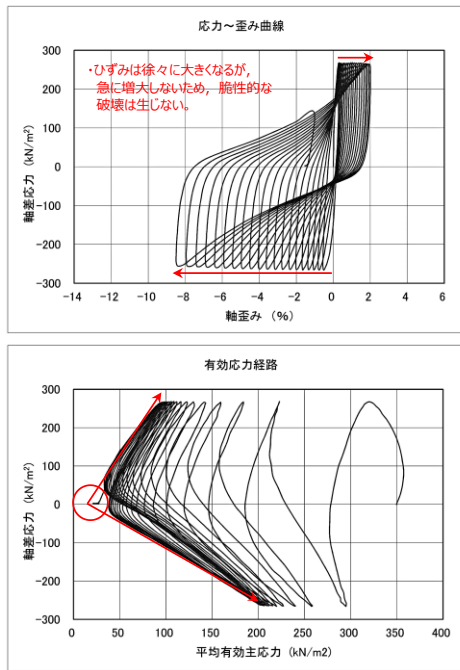 応力～歪み曲線
・ひずみは徐々に大きくなるが,
急に増大しないため, 脆性的な
破壊は生じない。
軸差応力 (kN/m²)
300
200
100
0
-100
-200
-300
-14 -12 -10 -8 -6 -4 -2 0 2 4 6
軸歪み (%)
有効応力経路
軸差応力 (kN/m²)
300
200
100
0
-100
-200
-300
0 50 100 150 200 250 300 350 400
平均有効主応力 (kN/m2)